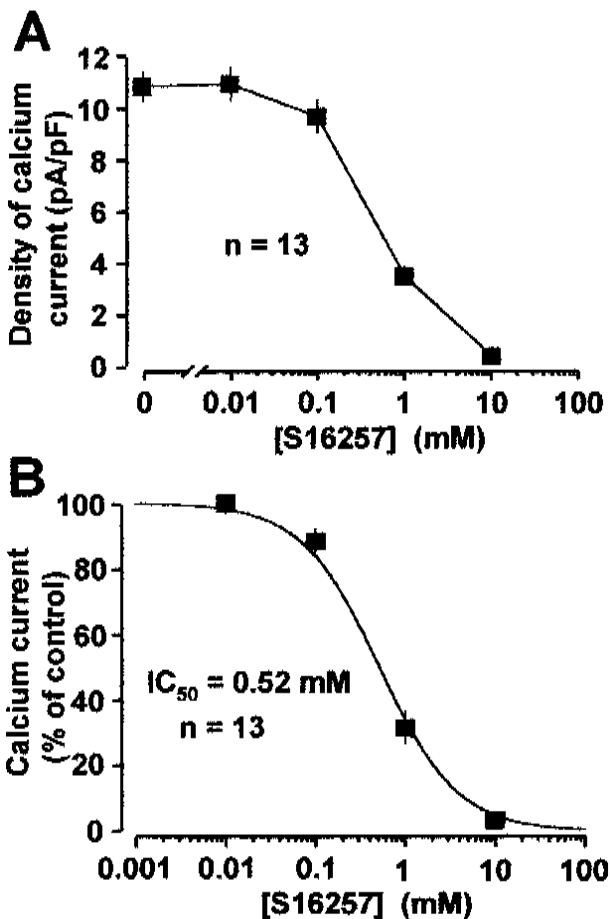 A
Density of calcium
current (pA/pF)
12
10
8
6
4
2
0
n = 13
0 0.01 0.1 1 10 100
[S16257] (mM)
B
Calcium current
(% of control)
100
80
60
40
20
0
IC50 = 0.52 mM
n = 13
0.001 0.01 0.1 1 10 100
[S16257] (mM)